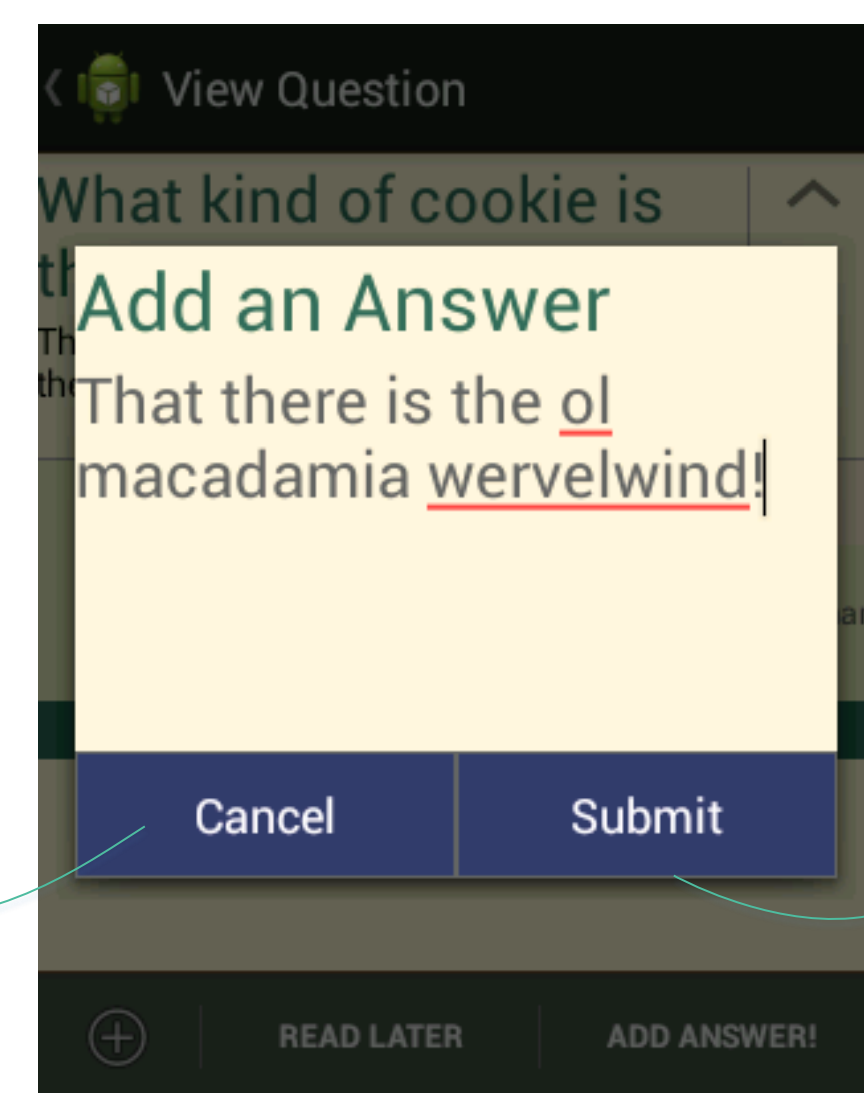 View Question
What kind of cookie is
Add an Answer
That there is the ol
macadamia wervelwind!
Cancel
Submit
READ LATER
ADD ANSWER!